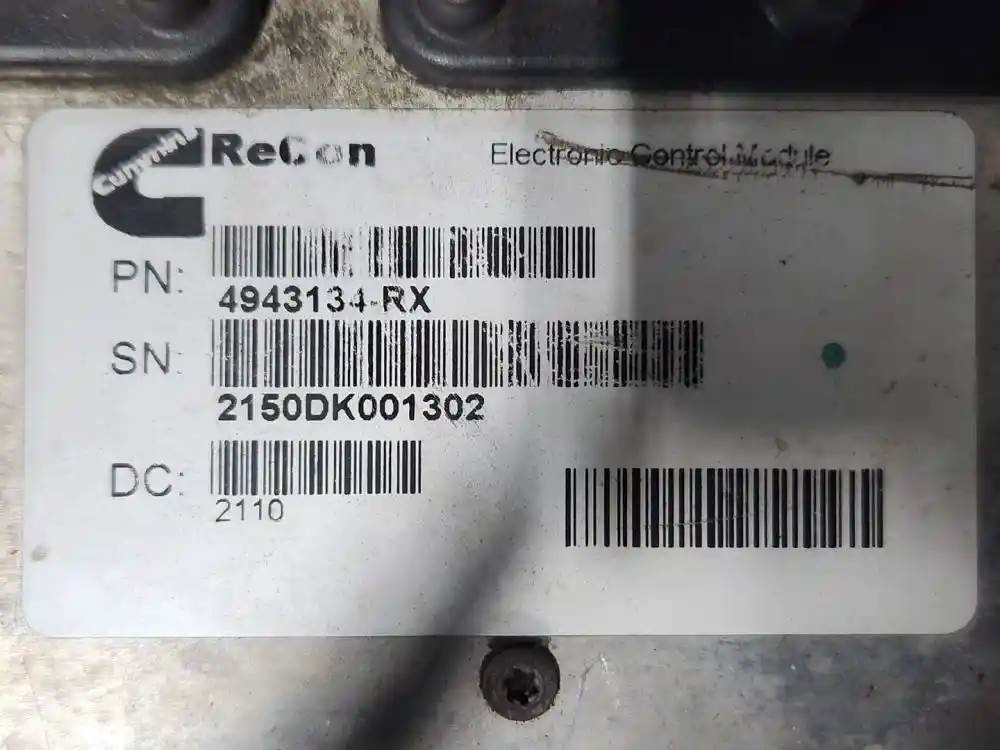 Cummins ReCon
Electronic Control Module
PN:
4943134-RX
SN:
2150DK001302
DC:
2110